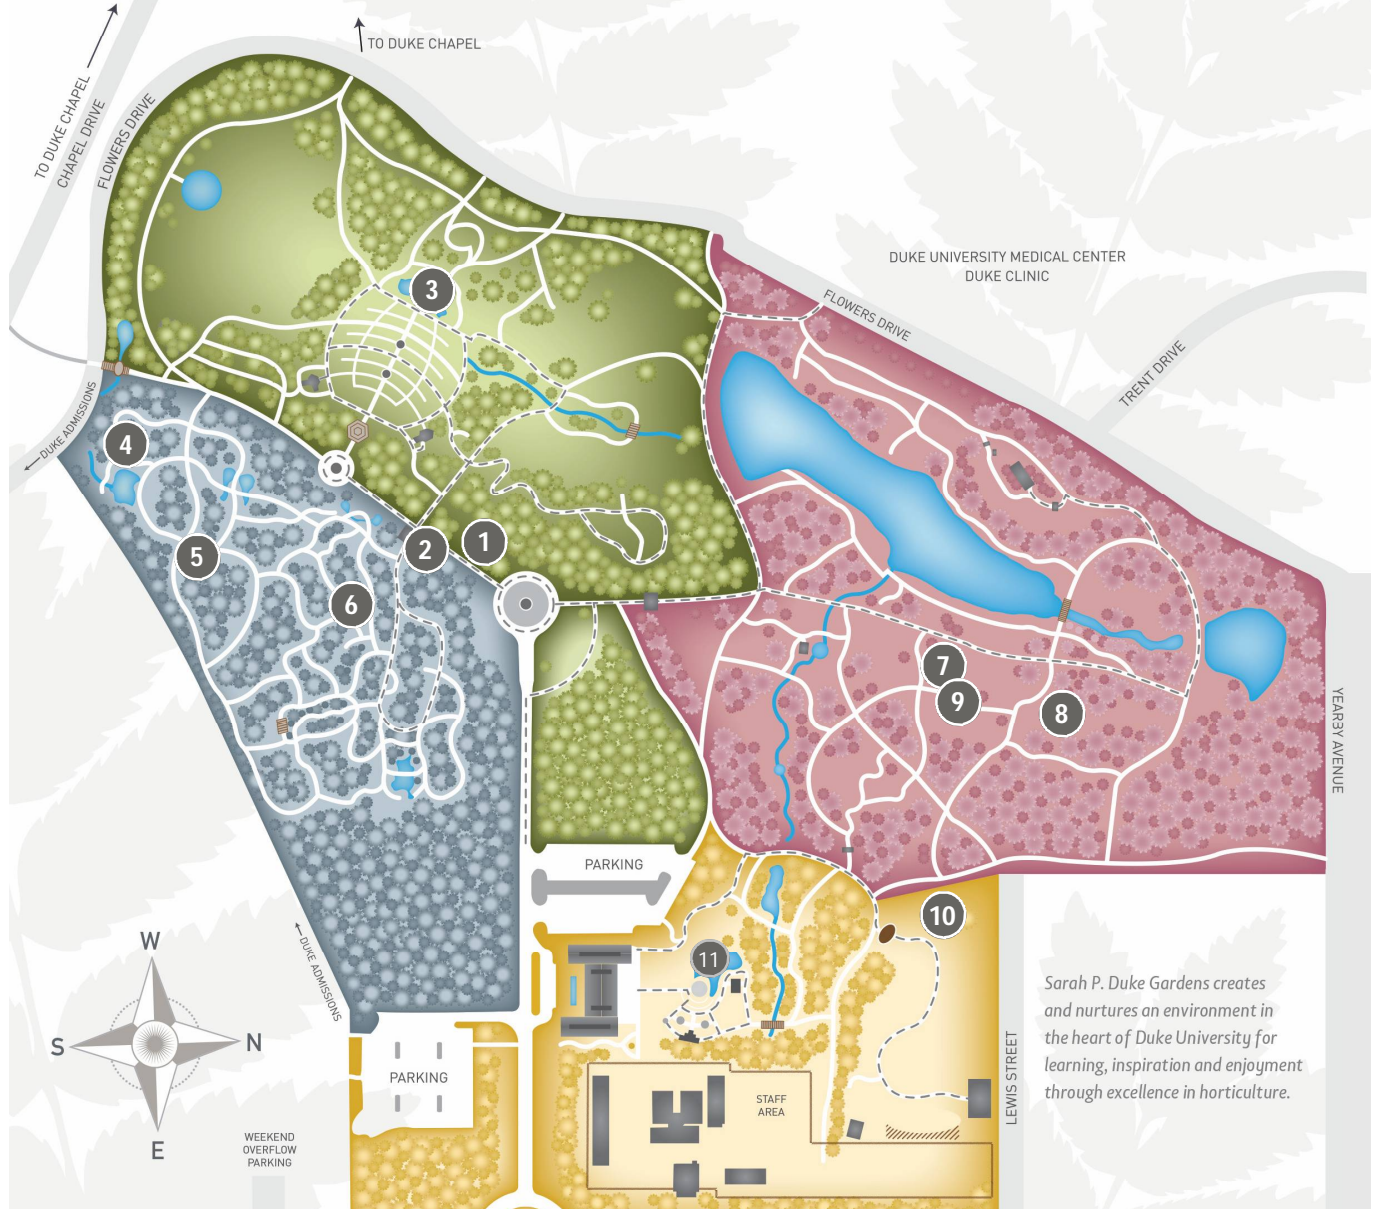 TO DUKE CHAPEL
TO DUKE CHAPEL
CHAPEL DRIVE
FLOWERS DRIVE
DUKE UNIVERSITY MEDICAL CENTER
DUKE CLINIC
FLOWERS DRIVE
TRENT DRIVE
3
DUKE ADMISSIONS
4
5
2
1
6
7
9
8
YEARBY AVENUE
PARKING
10
11
DUKE ADMISSIONS
W
S
N
E
Sarah P. Duke Gardens creates
and nurtures an environment in
the heart of Duke University for
learning, inspiration and enjoyment
through excellence in horticulture.
LEWIS STREET
PARKING
STAFF
AREA
WEEKEND
OVERFLOW
PARKING